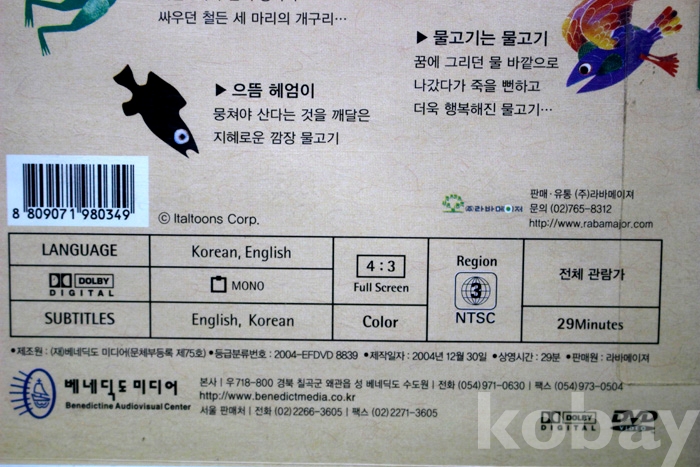 싸우던 철든 세 마리의 개구리...
▶ 물고기는 물고기
꿈에 그리던 물 바깥으로
나갔다가 죽을 뻔하고
더욱 행복해진 물고기...
▶ 으뜸 헤엄이
뭉쳐야 산다는 것을 깨달은
지혜로운 깜장 물고기
8 809071 980349
© Italtoons Corp.
㈜라바메이저
판매·유통 (주)라바메이져
문의 (02)765-8312
http://www.rabamajor.com
LANGUAGE
Korean, English
4 : 3
Full Screen
Region
3
NTSC
전체 관람가
DOLBY
DIGITAL
MONO
SUBTITLES
English, Korean
Color
29Minutes
•제조원 : (재)베네딕도 미디어(문체부등록 제75호) •등급분류번호 : 2004-EFDVD 8839 •제작일자 : 2004년 12월 30일 •상영시간 : 29분 •판매원 : 라바메이져
베네딕도 미디어
Benedictine Audiovisual Center
본사 | 우718-800 경북 칠곡군 왜관읍 성 베네딕도 수도원 | 전화 (054)971-0630 | 팩스 (054)973-0504
http://www.benedictmedia.co.kr
서울 판매처 | 전화 (02)2266-3605 | 팩스 (02)2271-3605
DOLBY
DIGITAL
DVD
VIDEO
kobay